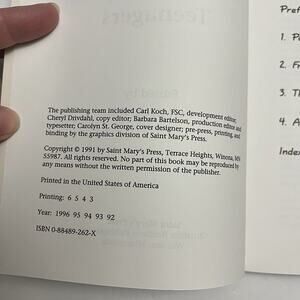 Teenagers
The publishing team included Carl Koch, FSC, development editor;
Cheryl Drivdahl, copy editor; Barbara Bartelson, production editor and
typesetter; Carolyn St. George, cover designer; pre-press, printing, and
binding by the graphics division of Saint Mary's Press.
Copyright © 1991 by Saint Mary's Press, Terrace Heights, Winona, MN
55987. All rights reserved. No part of this book may be reproduced by
any means without the written permission of the publisher.
Printed in the United States of America
Printing: 6 5 4 3
Year: 1996 95 94 93 92
ISBN 0-88489-262-X
Pref
1. Pa
2. Fr
3. Th
4. A
Index